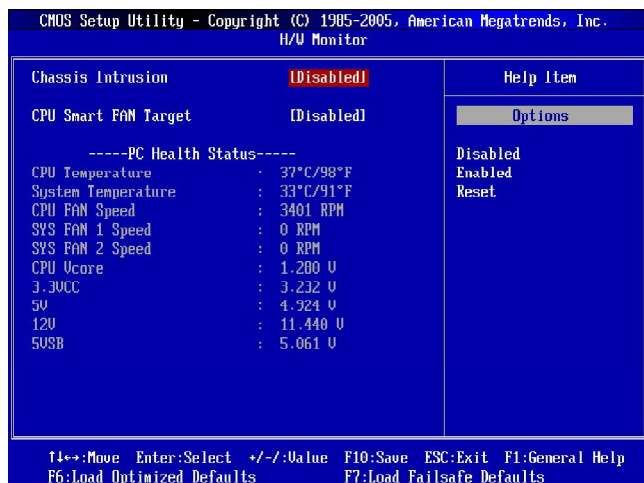 CMOS Setup Utility - Copyright (C) 1985-2005, American Megatrends, Inc.
H/W Monitor
Chassis Intrusion [Disabled]
Help Item
CPU Smart FAN Target [Disabled]
Options
-----PC Health Status-----
Disabled
CPU Temperature : 37°C/98°F
Enabled
System Temperature : 33°C/91°F
Reset
CPU FAN Speed : 3401 RPM
SYS FAN 1 Speed : 0 RPM
SYS FAN 2 Speed : 0 RPM
CPU Vcore : 1.280 V
3.3VCC : 3.232 V
5V : 4.924 V
12V : 11.440 V
5VSB : 5.061 V
↑↓←→:Move Enter:Select +/-/:Value F10:Save ESC:Exit F1:General Help
F6:Load Optimized Defaults F7:Load Failsafe Defaults